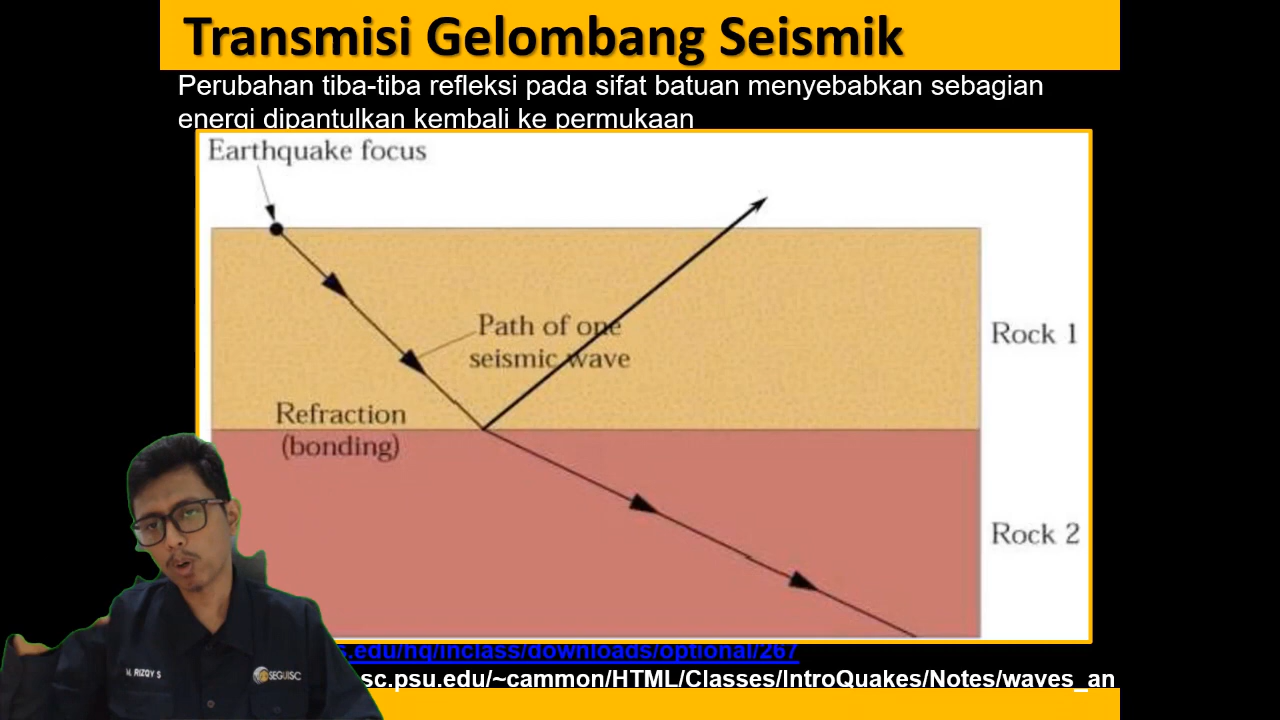 Transmisi Gelombang Seismik
Perubahan tiba-tiba refleksi pada sifat batuan menyebabkan sebagian
energi dipantulkan kembali ke permukaan
Earthquake focus
Path of one
seismic wave
Rock 1
Refraction
(bonding)
Rock 2
s.edu/hq/inclass/downloads/optional/267
sc.psu.edu/~cammon/HTML/Classes/IntroQuakes/Notes/waves_an
M. RIZQY S
SEGUISC